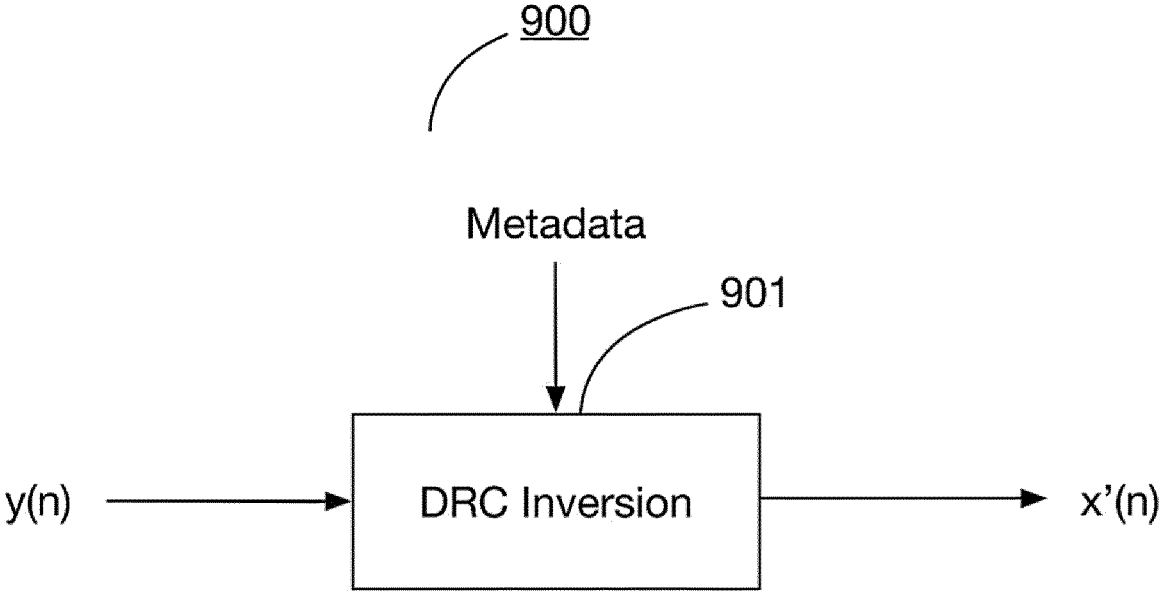 900
Metadata
901
y(n)
DRC Inversion
x’(n)